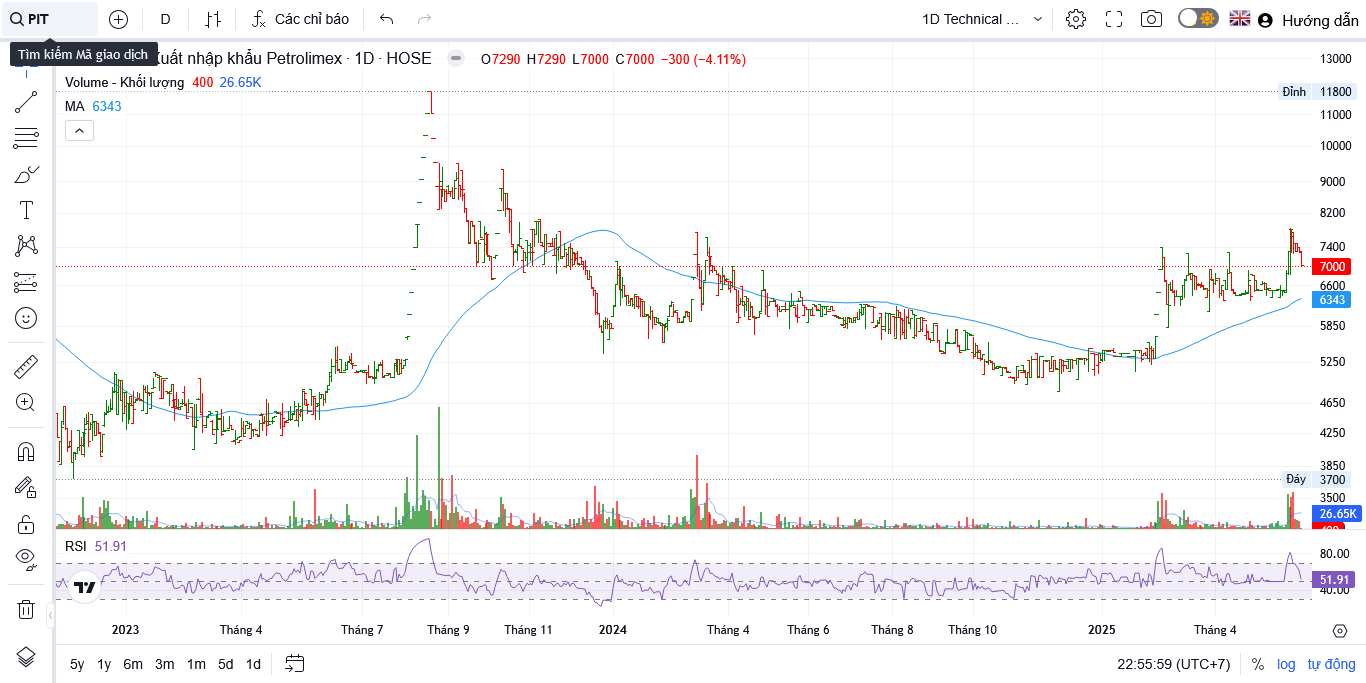 PIT
D
Các chỉ báo
1D Technical ...
Hướng dẫn
Tìm kiếm Mã giao dịch
Xuất nhập khẩu Petrolimex · 1D · HOSE
O7290 H7290 L7000 C7000 −300 (−4.11%)
Volume - Khối lượng 400 26.65K
MA 6343
13000
Đỉnh 11800
11000
10000
9000
8200
7400
7000
6600
6343
5850
5250
4650
4250
3850
Đáy 3700
3500
26.65K
400
RSI 51.91
80.00
51.91
40.00
2023 Tháng 4 Tháng 7 Tháng 9 Tháng 11 2024 Tháng 4 Tháng 6 Tháng 8 Tháng 10 2025 Tháng 4
5y 1y 6m 3m 1m 5d 1d
22:55:59 (UTC+7) % log tự động